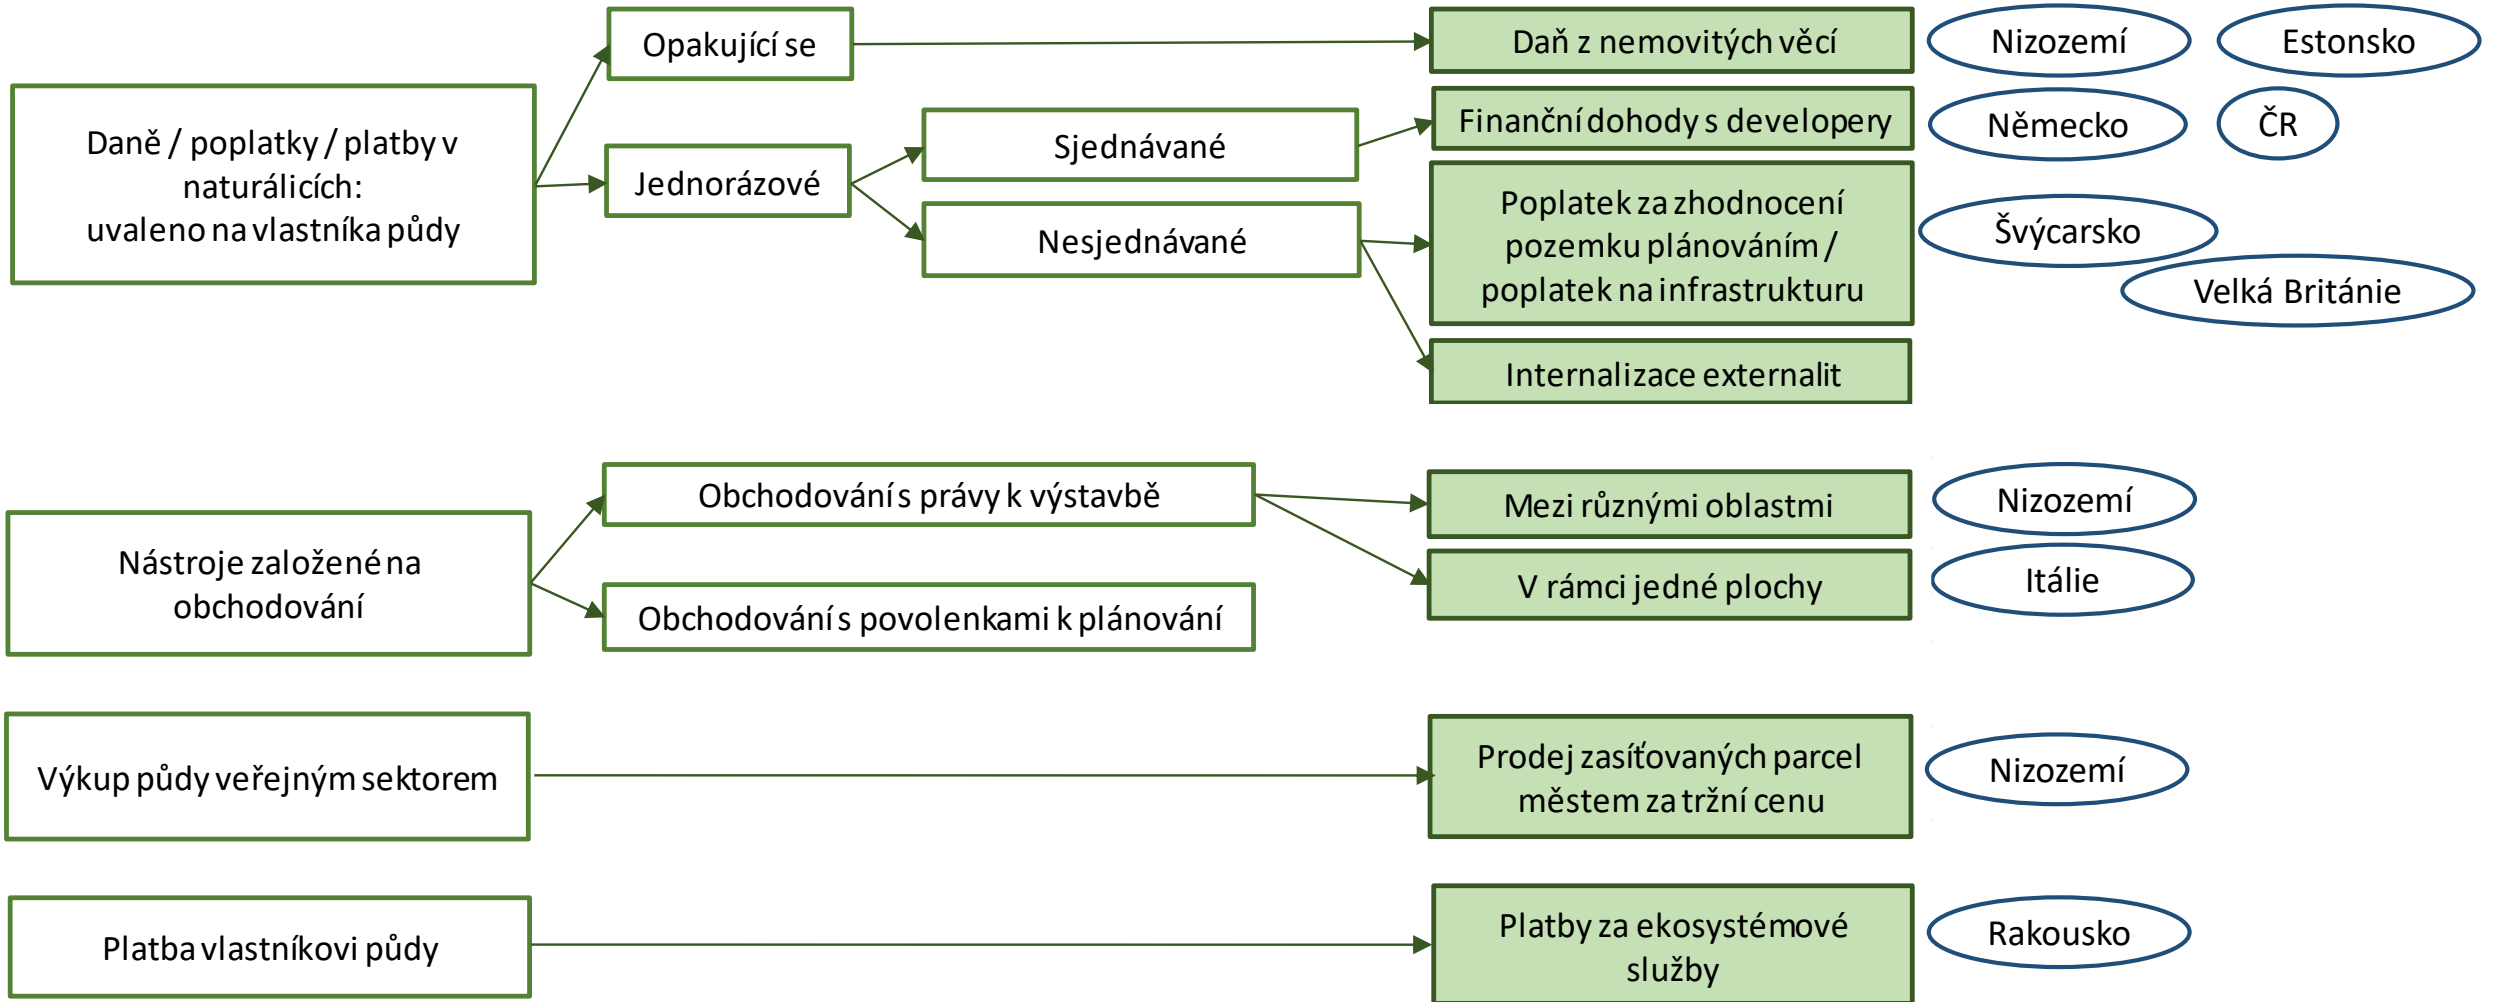 Opakující se
Daň z nemovitých věcí
Nizozemí
Estonsko
Daně / poplatky / platby v
naturálicích:
uvaleno na vlastníka půdy
Jednorázové
Sjednávané
Finanční dohody s developery
Německo
ČR
Nesjednávané
Poplatek za zhodnocení
pozemku plánováním /
poplatek na infrastrukturu
Švýcarsko
Velká Británie
Internalizace externalit
Nástroje založené na
obchodování
Obchodování s právy k výstavbě
Mezi různými oblastmi
Nizozemí
V rámci jedné plochy
Itálie
Obchodování s povolenkami k plánování
Výkup půdy veřejným sektorem
Prodej zasíťovaných parcel
městem za tržní cenu
Nizozemí
Platba vlastníkovi půdy
Platby za ekosystémové
služby
Rakousko